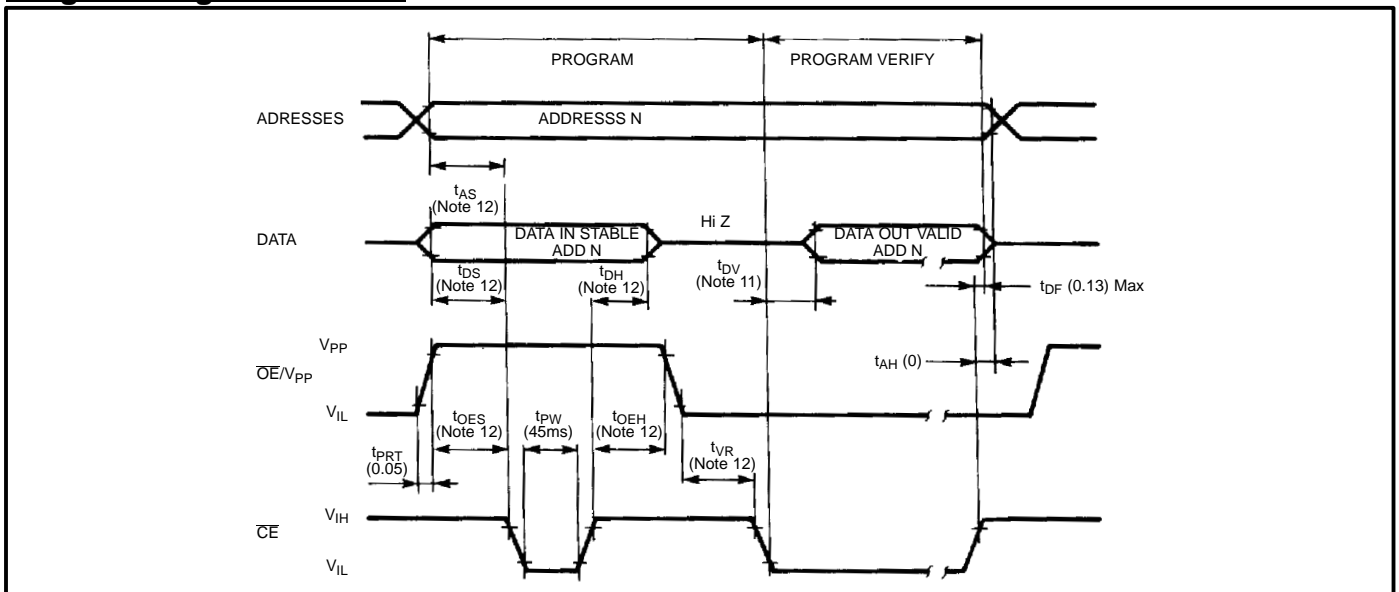 PROGRAM
PROGRAM VERIFY
ADRESSES
ADDRESSS N
tAS
(Note 12)
DATA
DATA IN STABLE
ADD N
Hi Z
DATA OUT VALID
ADD N
tDS
(Note 12)
tDH
(Note 12)
tDV
(Note 11)
tDF (0.13) Max
VPP
OE/VPP
VIL
tAH (0)
tOES
(Note 12)
tPW
(45ms)
tOEH
(Note 12)
tVR
(Note 12)
tPRT
(0.05)
VIH
CE
VIL